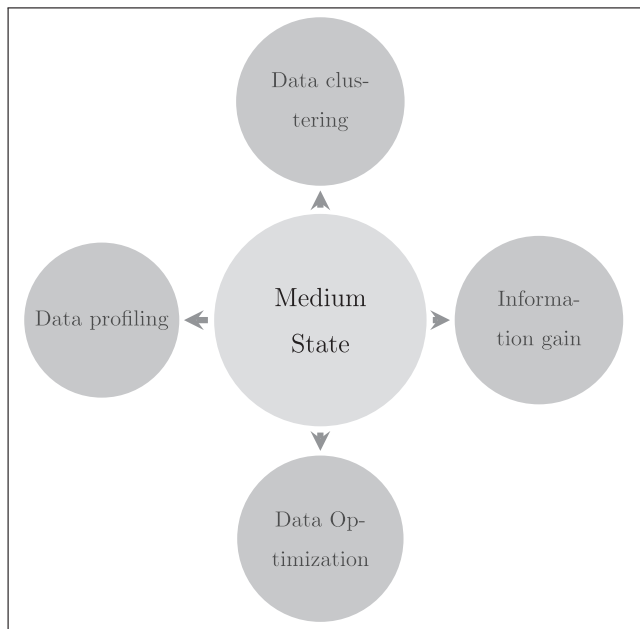 Data clus-
tering
Data profiling
Medium
State
Informa-
tion gain
Data Op-
timization